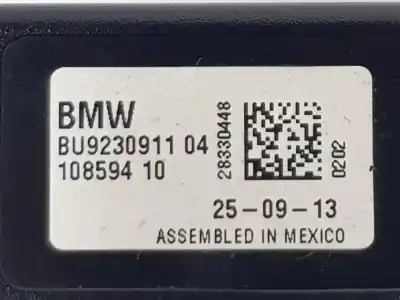 BMW
BU9230911 04
108594 10
28330448
0202
25-09-13
ASSEMBLED IN MEXICO